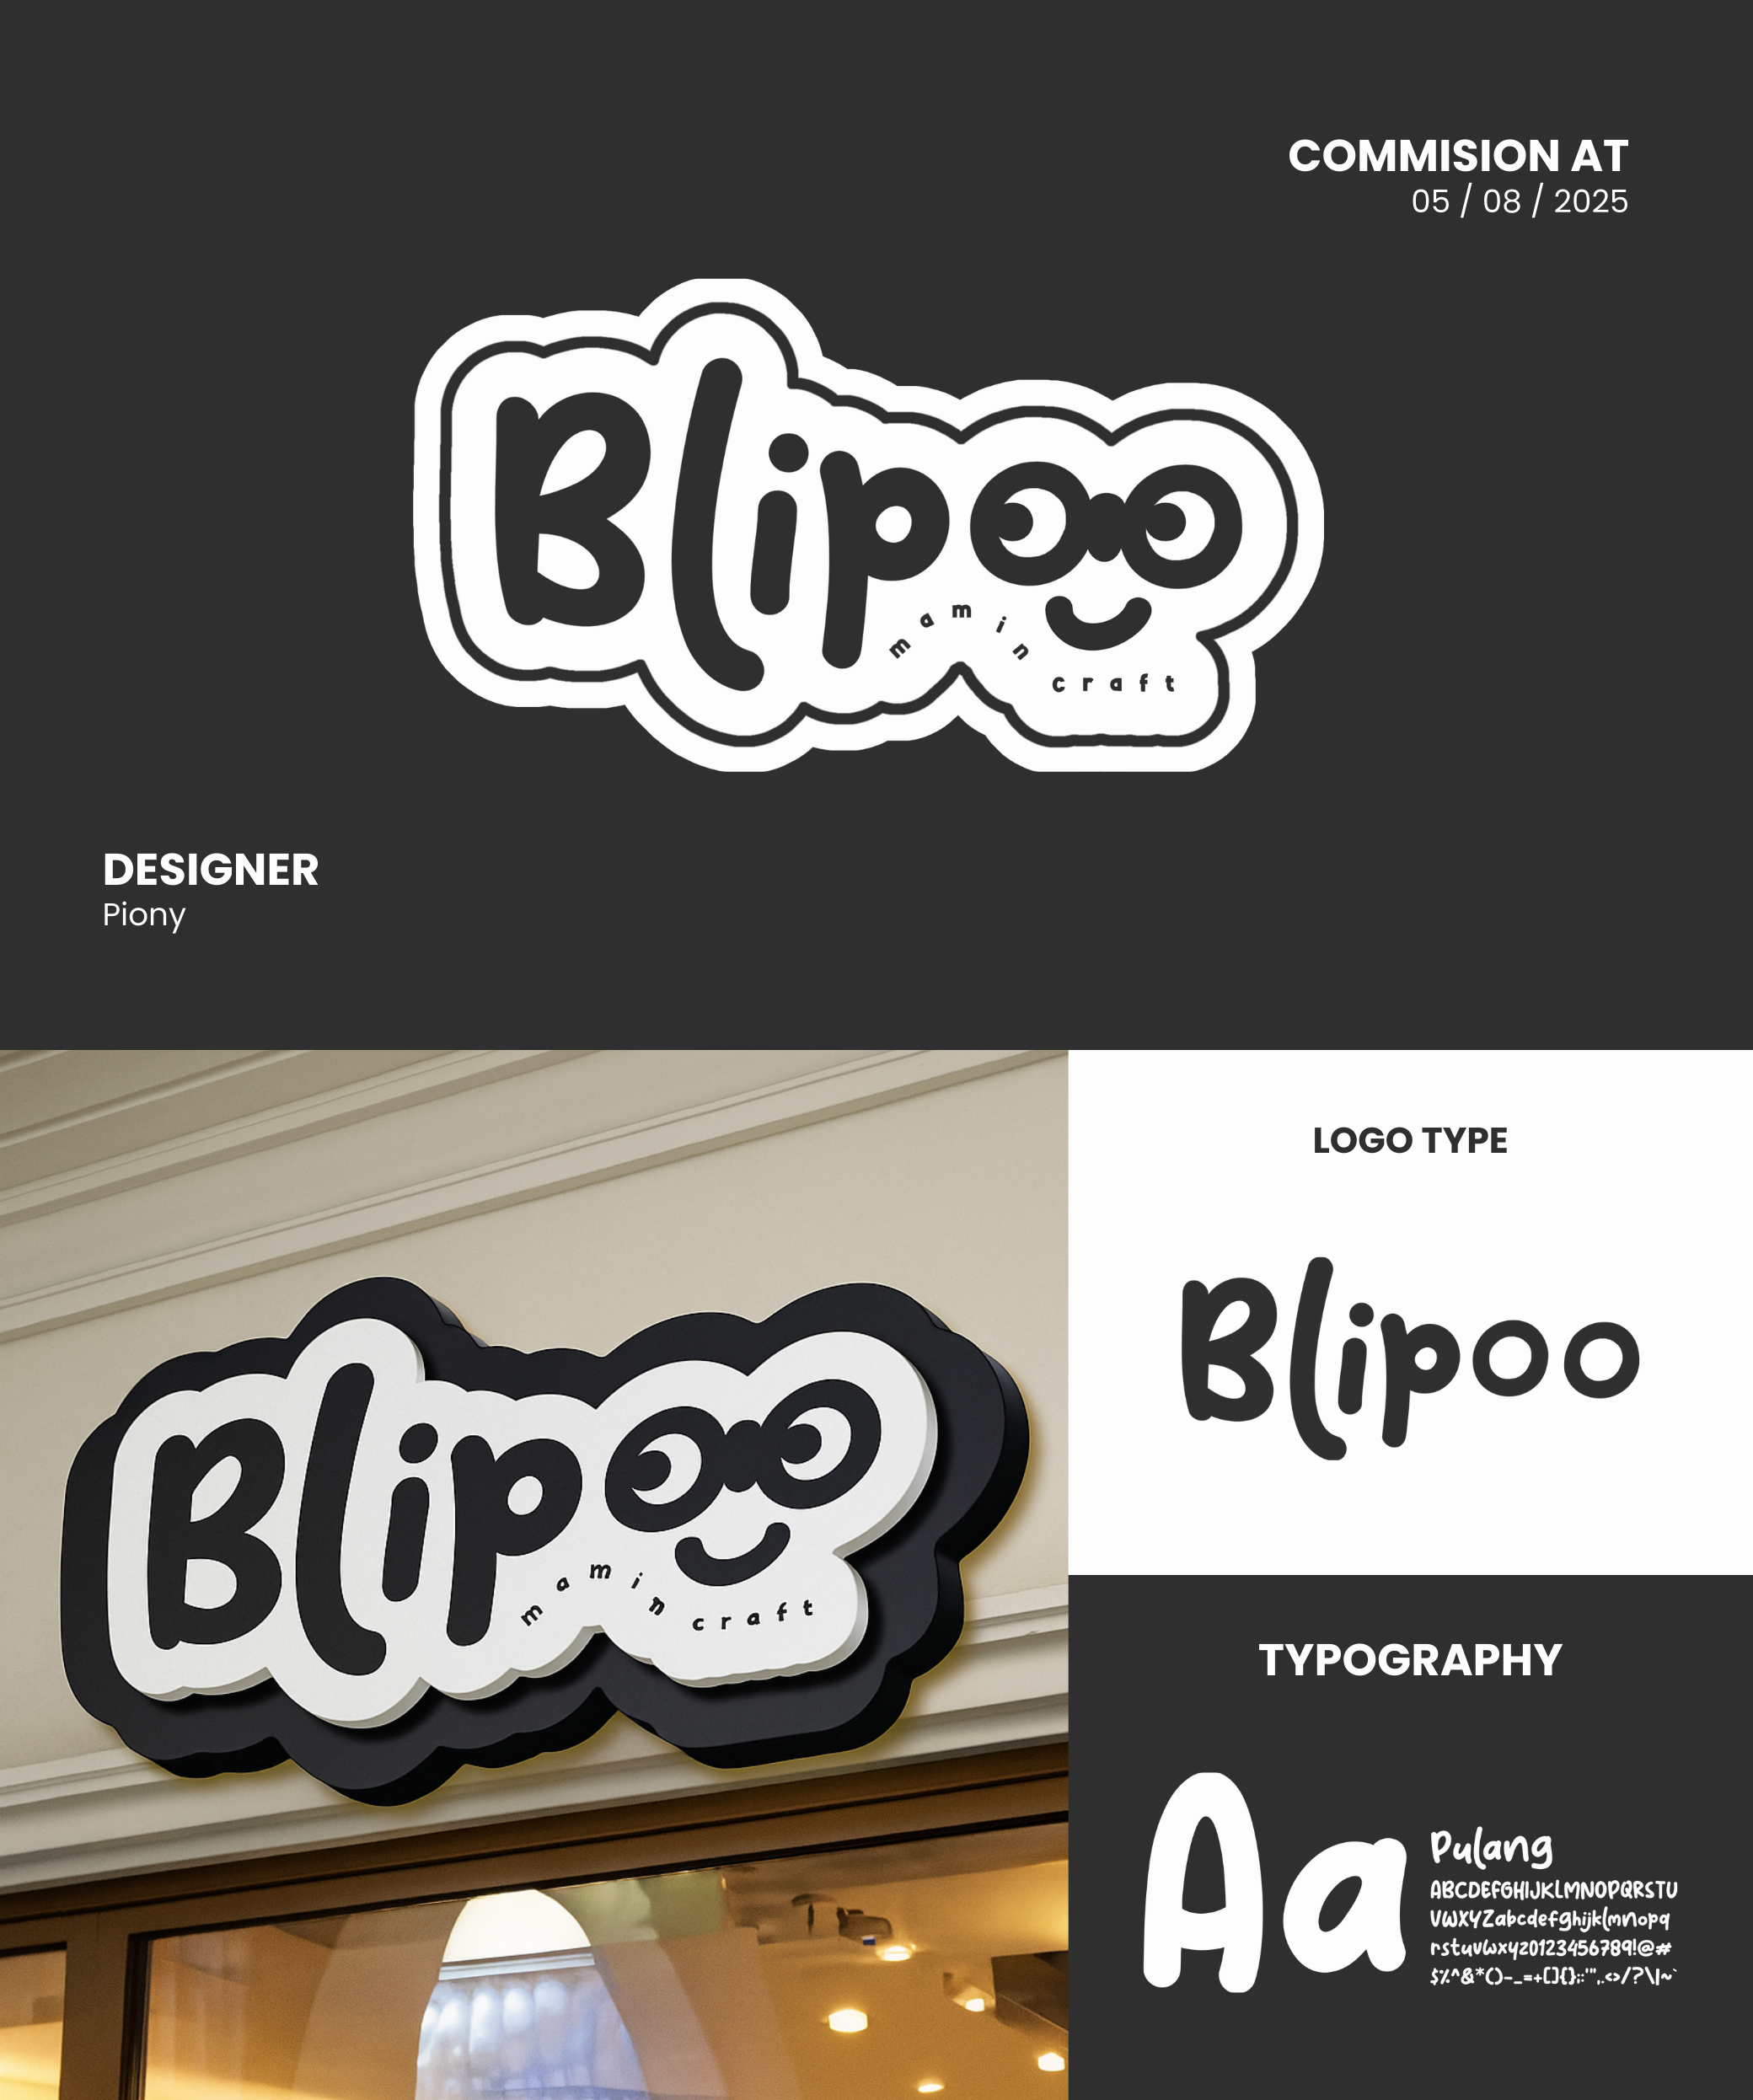 COMMISION AT
05 / 08 / 2025
Blipoo
mamin
craft
DESIGNER
Piony
Blipoo
mamin
craft
LOGO TYPE
Blipoo
TYPOGRAPHY
Aa
Pulang
ABCDEFGHIJKLMNOPQRSTU
VWXYZabcdefghijklmnopq
rstuvwxyz0123456789!@#
$%^&*()-_=+[]{};:'",.<>/?\|~`